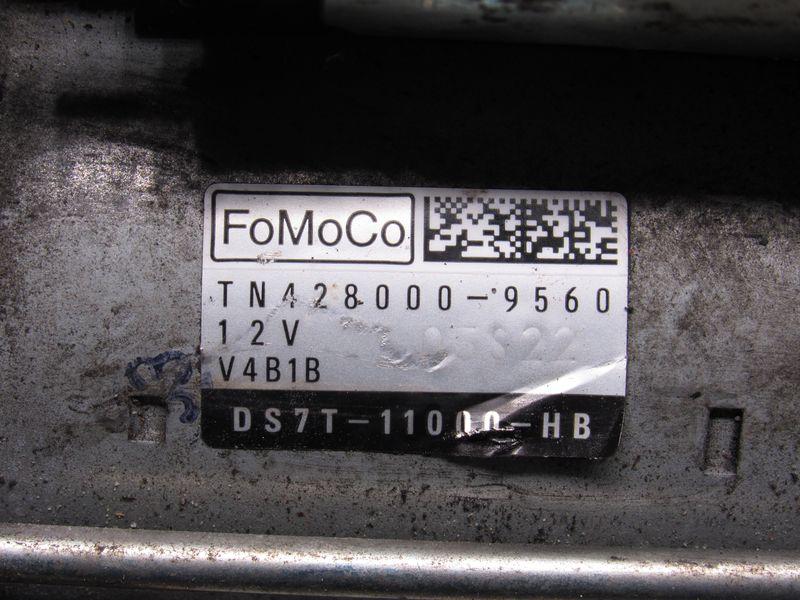 FoMoCo
TN428000-9560
12V
V4B1B
DS7T-11000-HB